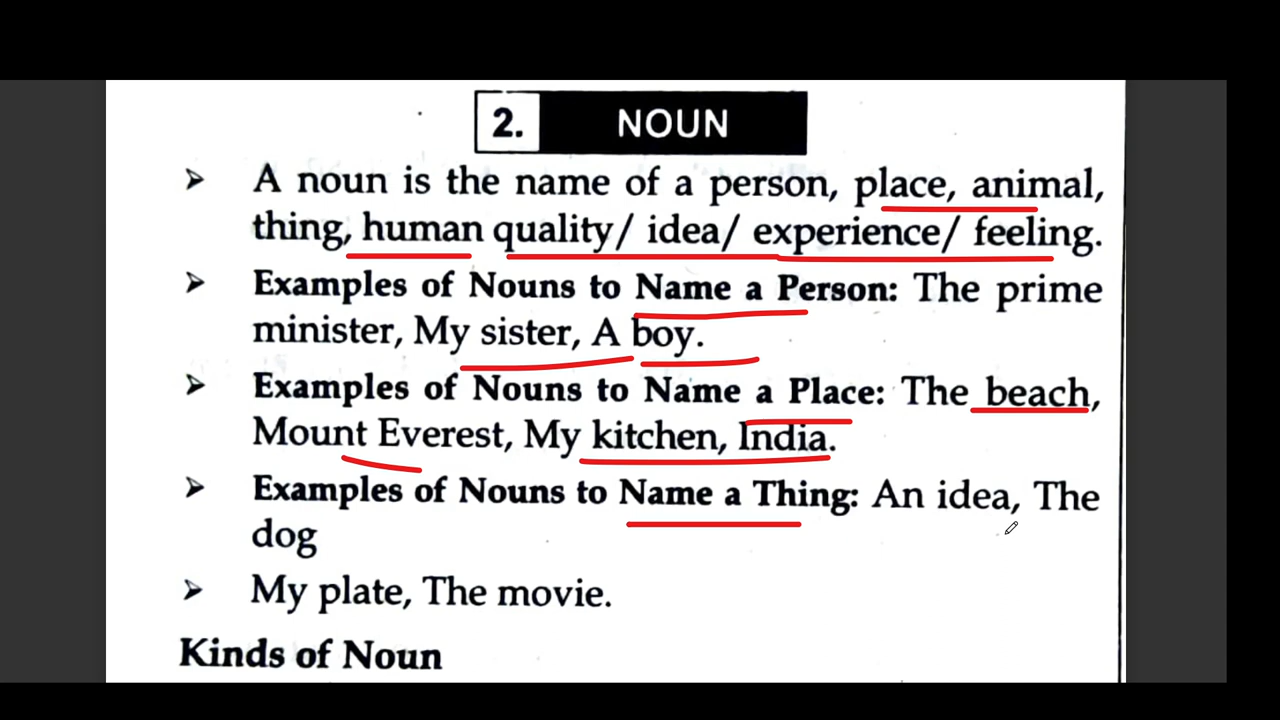 2. NOUN
➢ A noun is the name of a person, place, animal,
thing, human quality/ idea/ experience/ feeling.
➢ Examples of Nouns to Name a Person: The prime
minister, My sister, A boy.
➢ Examples of Nouns to Name a Place: The beach,
Mount Everest, My kitchen, India.
➢ Examples of Nouns to Name a Thing: An idea, The
dog
➢ My plate, The movie.
Kinds of Noun